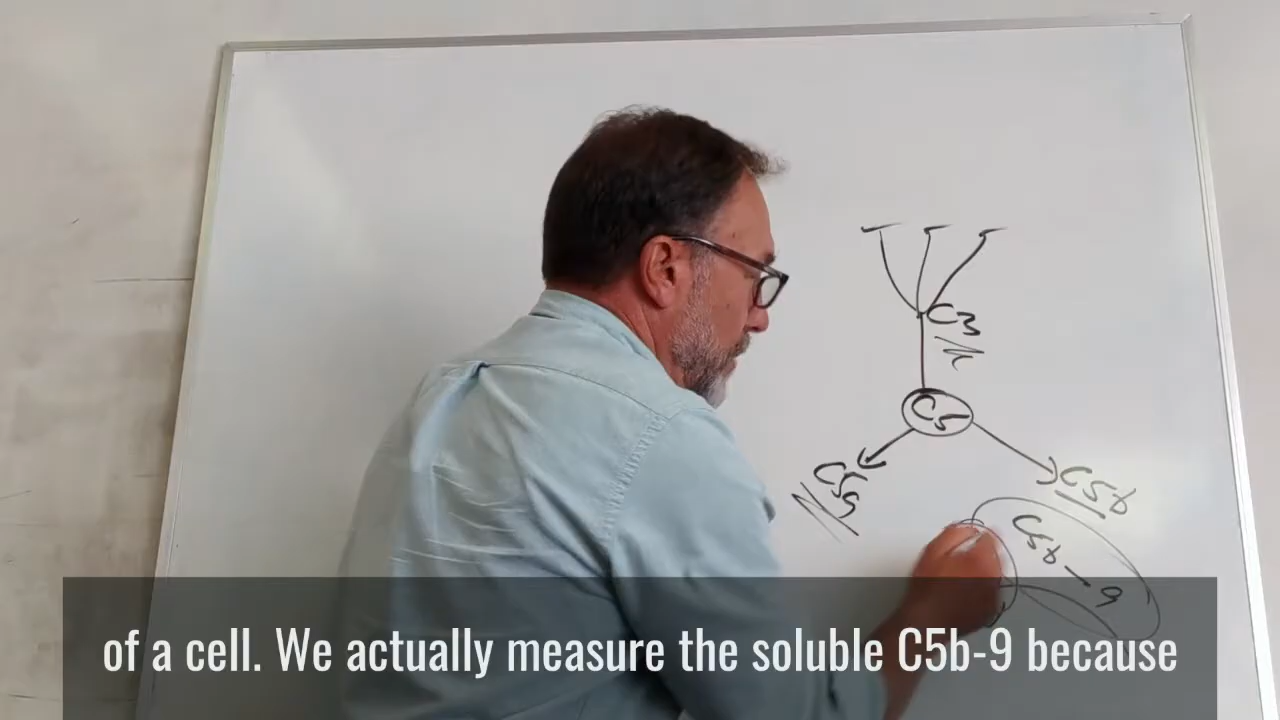 C3
C5
C5a
C5b
C5b-9
of a cell. We actually measure the soluble C5b-9 because